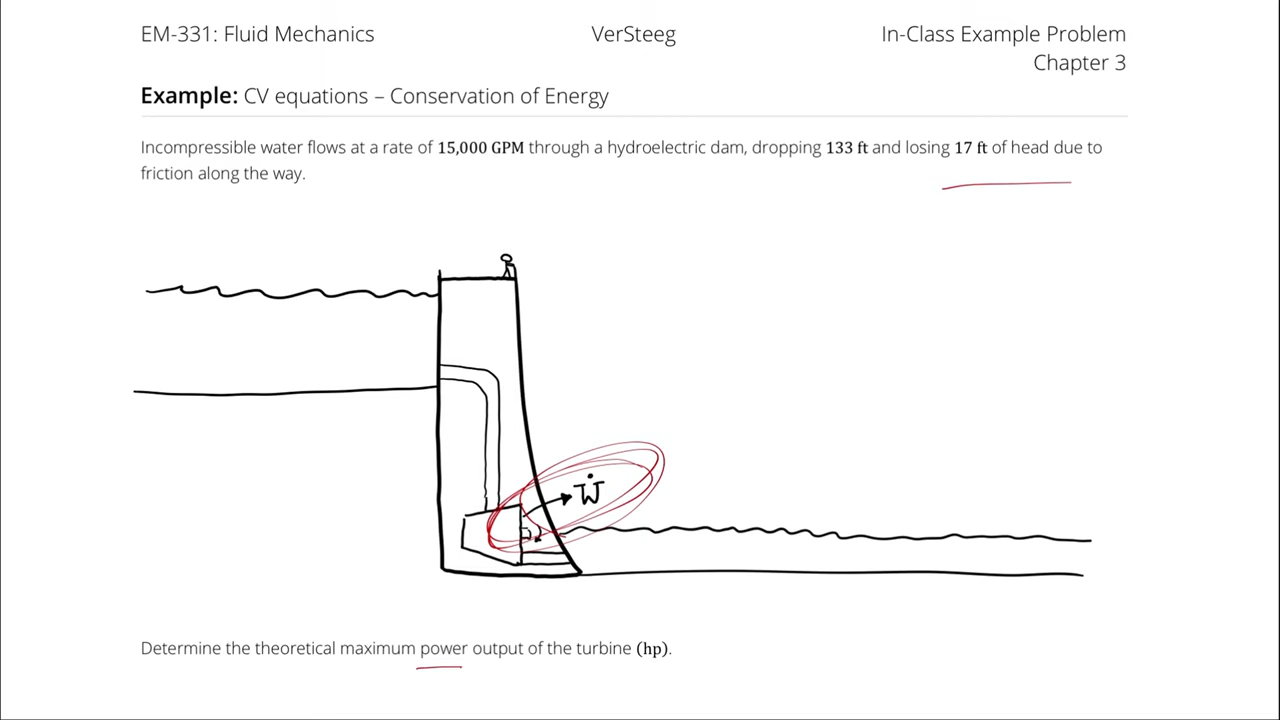 EM-331: Fluid Mechanics VerSteeg In-Class Example Problem
Chapter 3
Example: CV equations – Conservation of Energy
Incompressible water flows at a rate of 15,000 GPM through a hydroelectric dam, dropping 133 ft and losing 17 ft of head due to
friction along the way.
Ẇ
Determine the theoretical maximum power output of the turbine (hp).